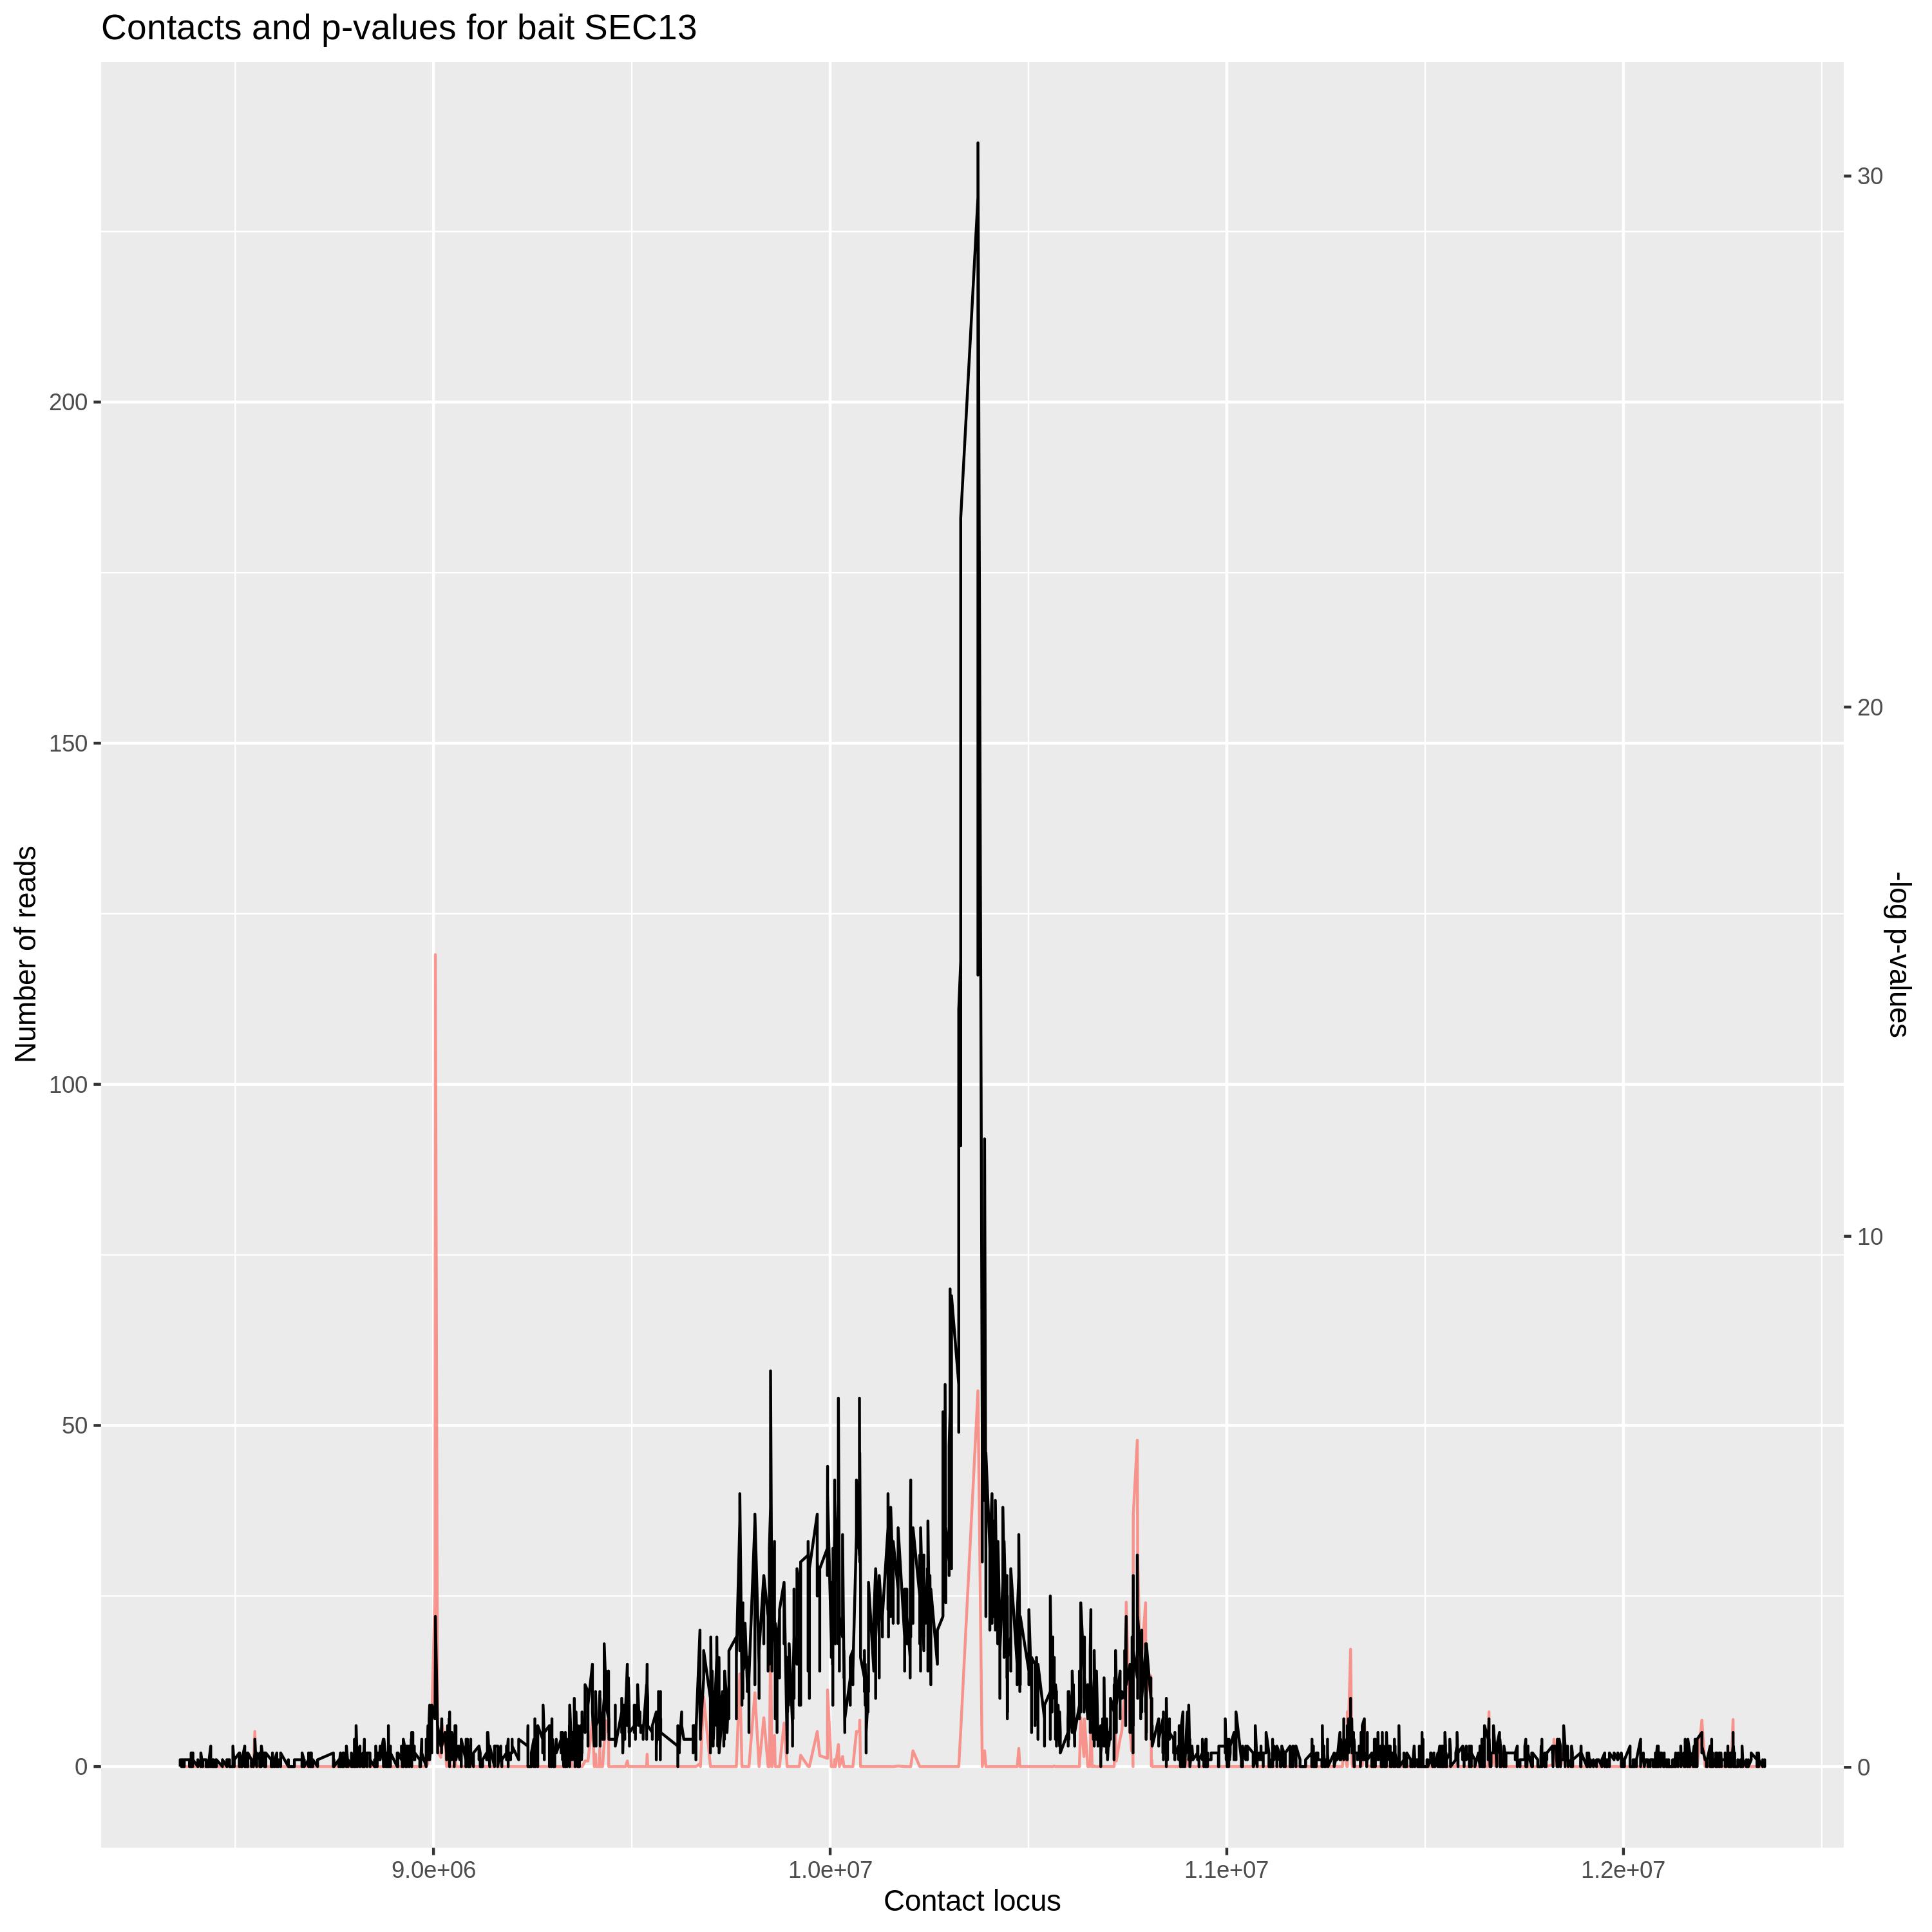 Contacts and p-values for bait SEC13
Number of reads
200
150
100
50
0
30
20
10
0
-log p-values
9.0e+06 1.0e+07 1.1e+07 1.2e+07
Contact locus